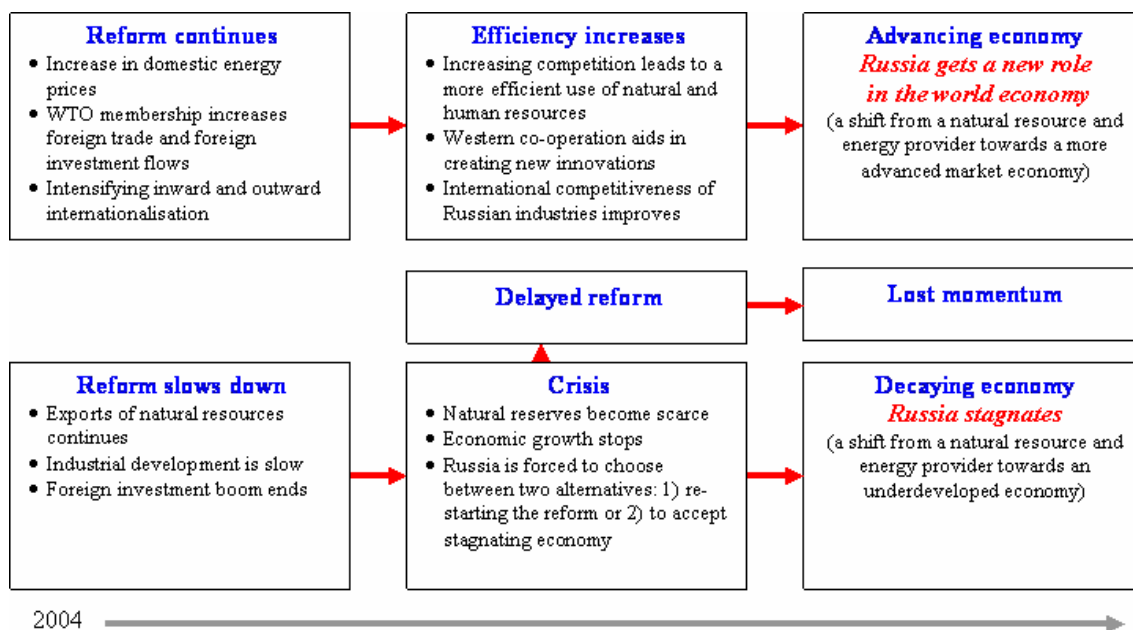 Reform continues
• Increase in domestic energy
prices
• WTO membership increases
foreign trade and foreign
investment flows
• Intensifying inward and outward
internationalisation
Efficiency increases
• Increasing competition leads to a
more efficient use of natural and
human resources
• Western co-operation aids in
creating new innovations
• International competitiveness of
Russian industries improves
Advancing economy
Russia gets a new role
in the world economy
(a shift from a natural resource and
energy provider towards a more
advanced market economy)
Delayed reform
Lost momentum
Reform slows down
• Exports of natural resources
continues
• Industrial development is slow
• Foreign investment boom ends
Crisis
• Natural reserves become scarce
• Economic growth stops
• Russia is forced to choose
between two alternatives: 1) re-
starting the reform or 2) to accept
stagnating economy
Decaying economy
Russia stagnates
(a shift from a natural resource and
energy provider towards an
underdeveloped economy)
2004